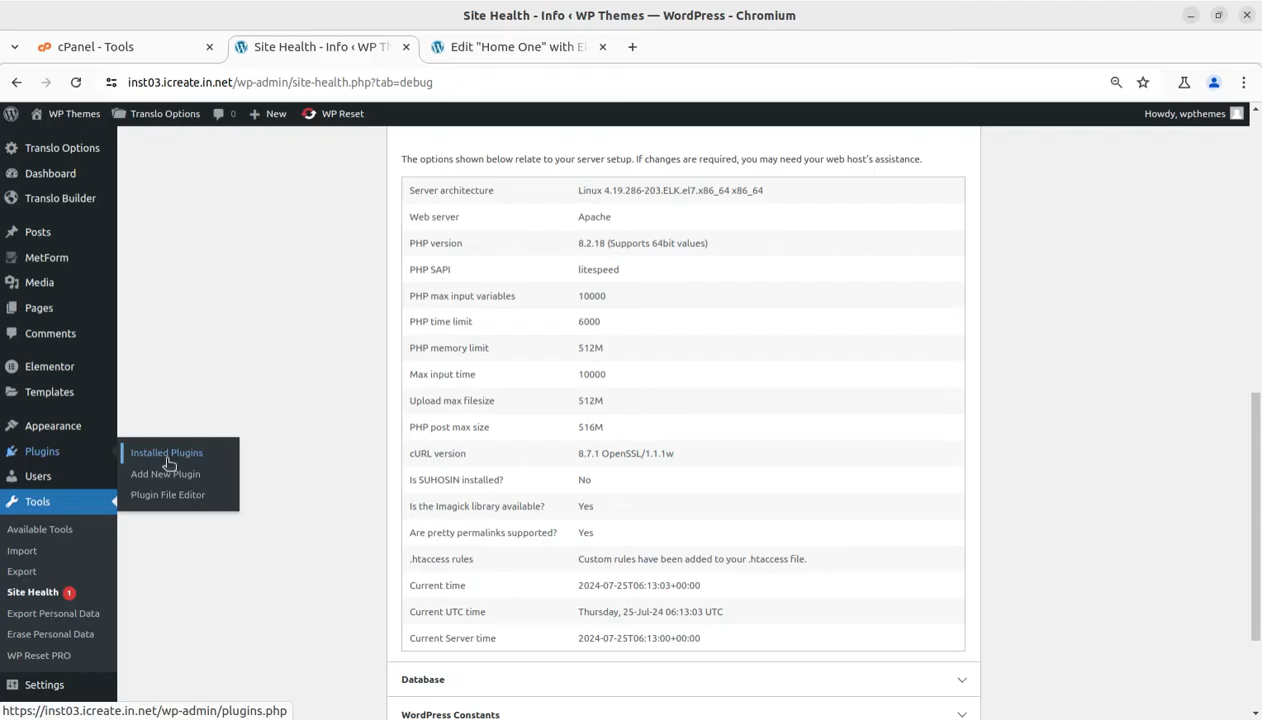 Site Health - Info ‹ WP Themes — WordPress - Chromium
cPanel - Tools
Site Health - Info ‹ WP Th
Edit "Home One" with El
inst03.icreate.in.net/wp-admin/site-health.php?tab=debug
WP Themes
Translo Options
0
New
WP Reset
Howdy, wpthemes
Translo Options
Dashboard
Translo Builder
Posts
MetForm
Media
Pages
Comments
Elementor
Templates
Appearance
Plugins
Users
Tools
Available Tools
Import
Export
Site Health 1
Export Personal Data
Erase Personal Data
WP Reset PRO
Settings
Installed Plugins
Add New Plugin
Plugin File Editor
The options shown below relate to your server setup. If changes are required, you may need your web host's assistance.
Server architecture Linux 4.19.286-203.ELK.el7.x86_64 x86_64
Web server Apache
PHP version 8.2.18 (Supports 64bit values)
PHP SAPI litespeed
PHP max input variables 10000
PHP time limit 6000
PHP memory limit 512M
Max input time 10000
Upload max filesize 512M
PHP post max size 516M
cURL version 8.7.1 OpenSSL/1.1.1w
Is SUHOSIN installed? No
Is the Imagick library available? Yes
Are pretty permalinks supported? Yes
.htaccess rules Custom rules have been added to your .htaccess file.
Current time 2024-07-25T06:13:03+00:00
Current UTC time Thursday, 25-Jul-24 06:13:03 UTC
Current Server time 2024-07-25T06:13:00+00:00
Database
WordPress Constants
https://inst03.icreate.in.net/wp-admin/plugins.php